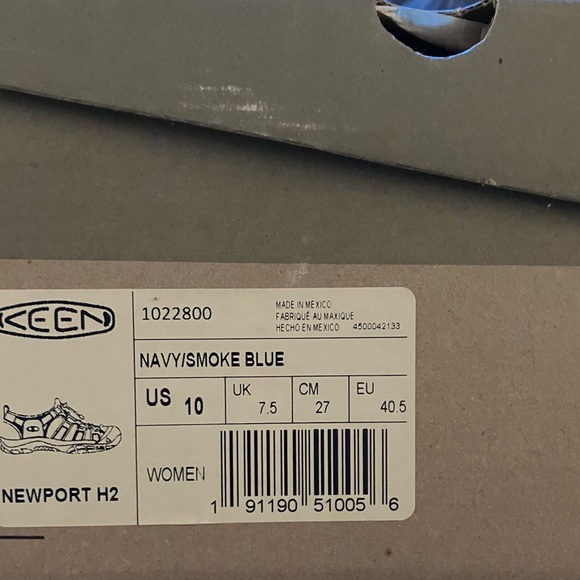 KEEN
1022800
MADE IN MEXICO
FABRIQUÉ AU MAXIQUE
HECHO EN MEXICO 4500042133
NAVY/SMOKE BLUE
US 10
UK 7.5
CM 27
EU 40.5
WOMEN
NEWPORT H2
1 91190 51005 6